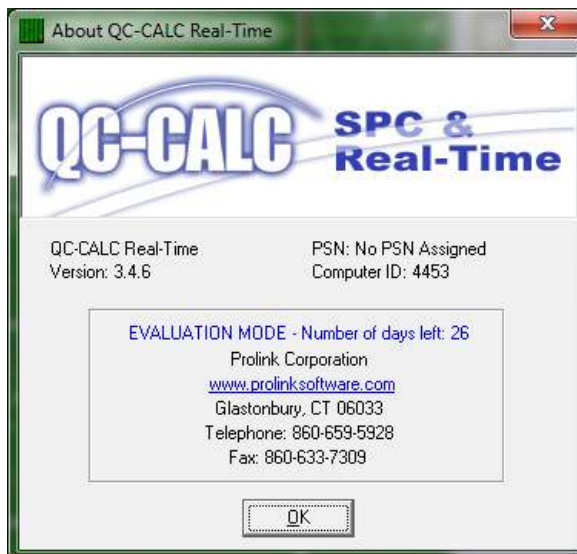 About QC-CALC Real-Time
QC-CALC
SPC &
Real-Time
QC-CALC Real-Time
Version: 3.4.6
PSN: No PSN Assigned
Computer ID: 4453
EVALUATION MODE - Number of days left: 26
Prolink Corporation
www.prolinksoftware.com
Glastonbury, CT 06033
Telephone: 860-659-5928
Fax: 860-633-7309
OK